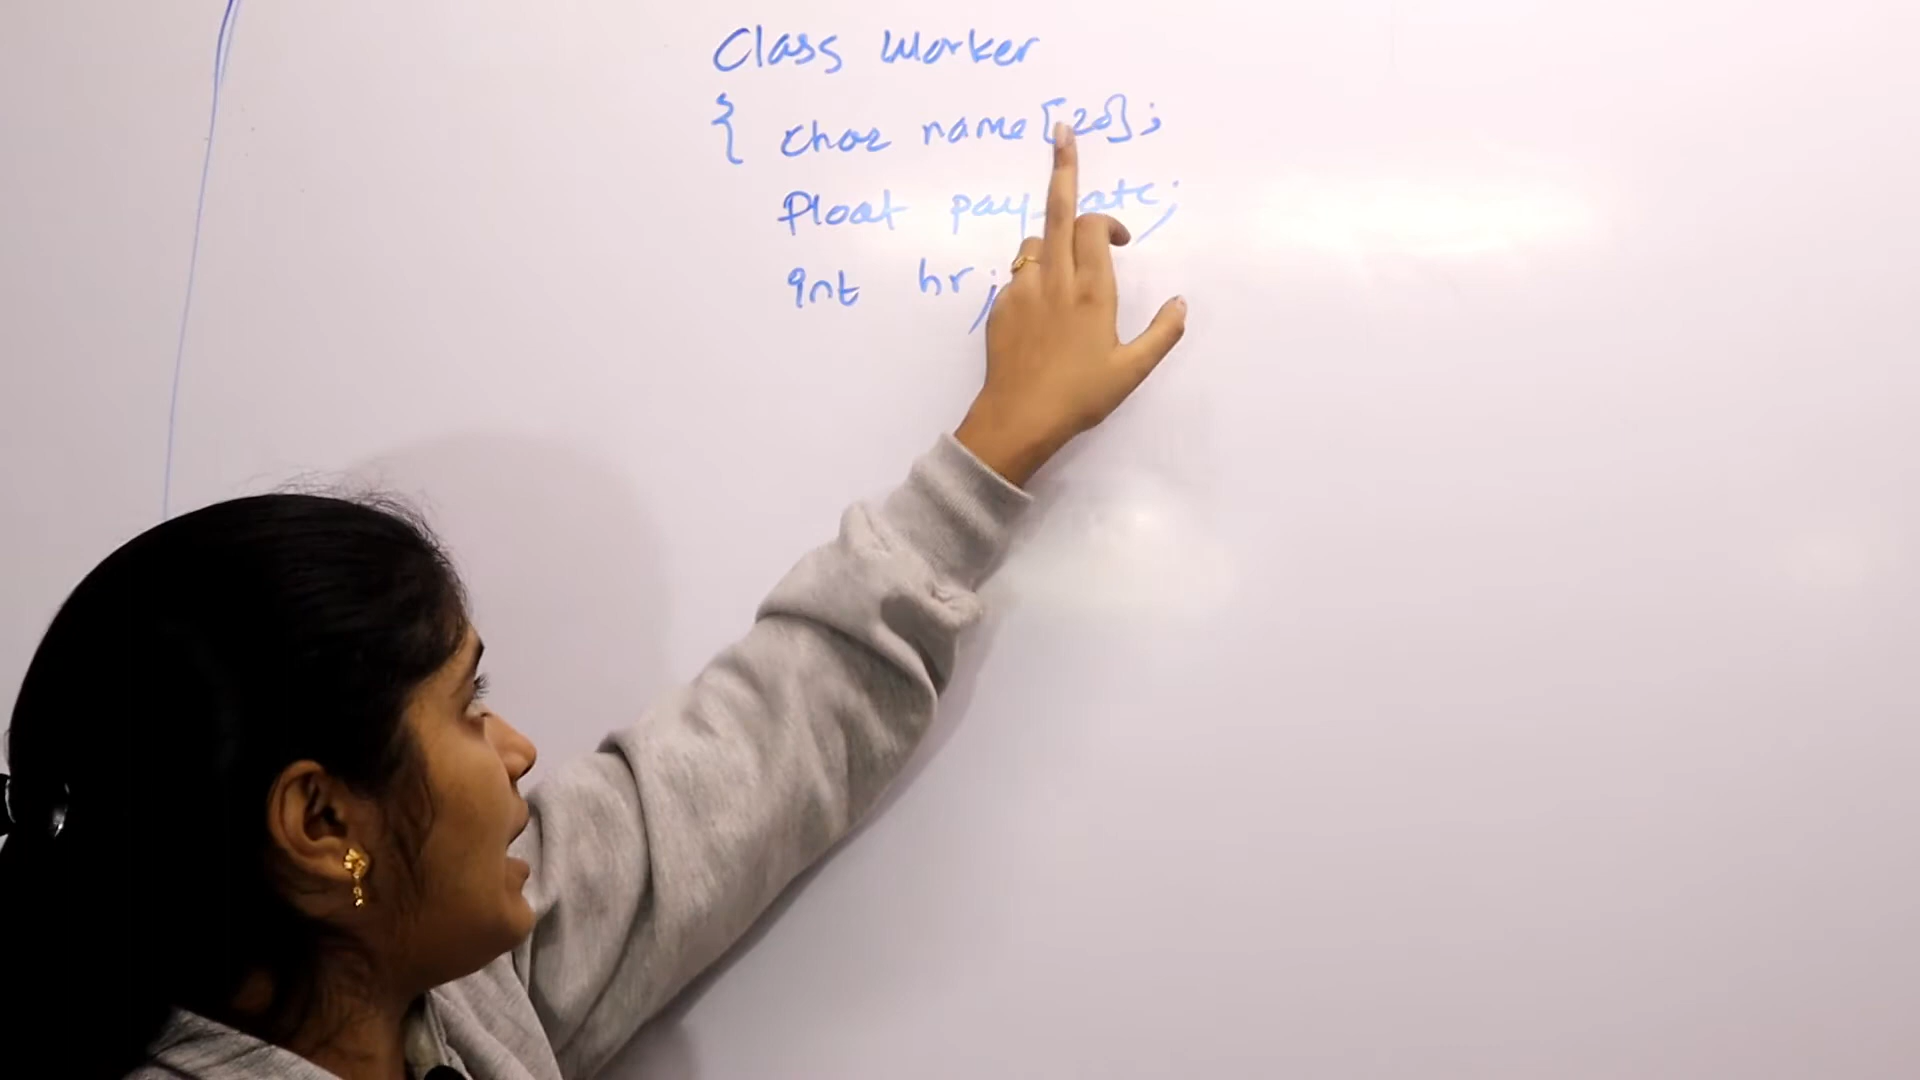 Class Worker
{ char name[20];
float pay
int hr;